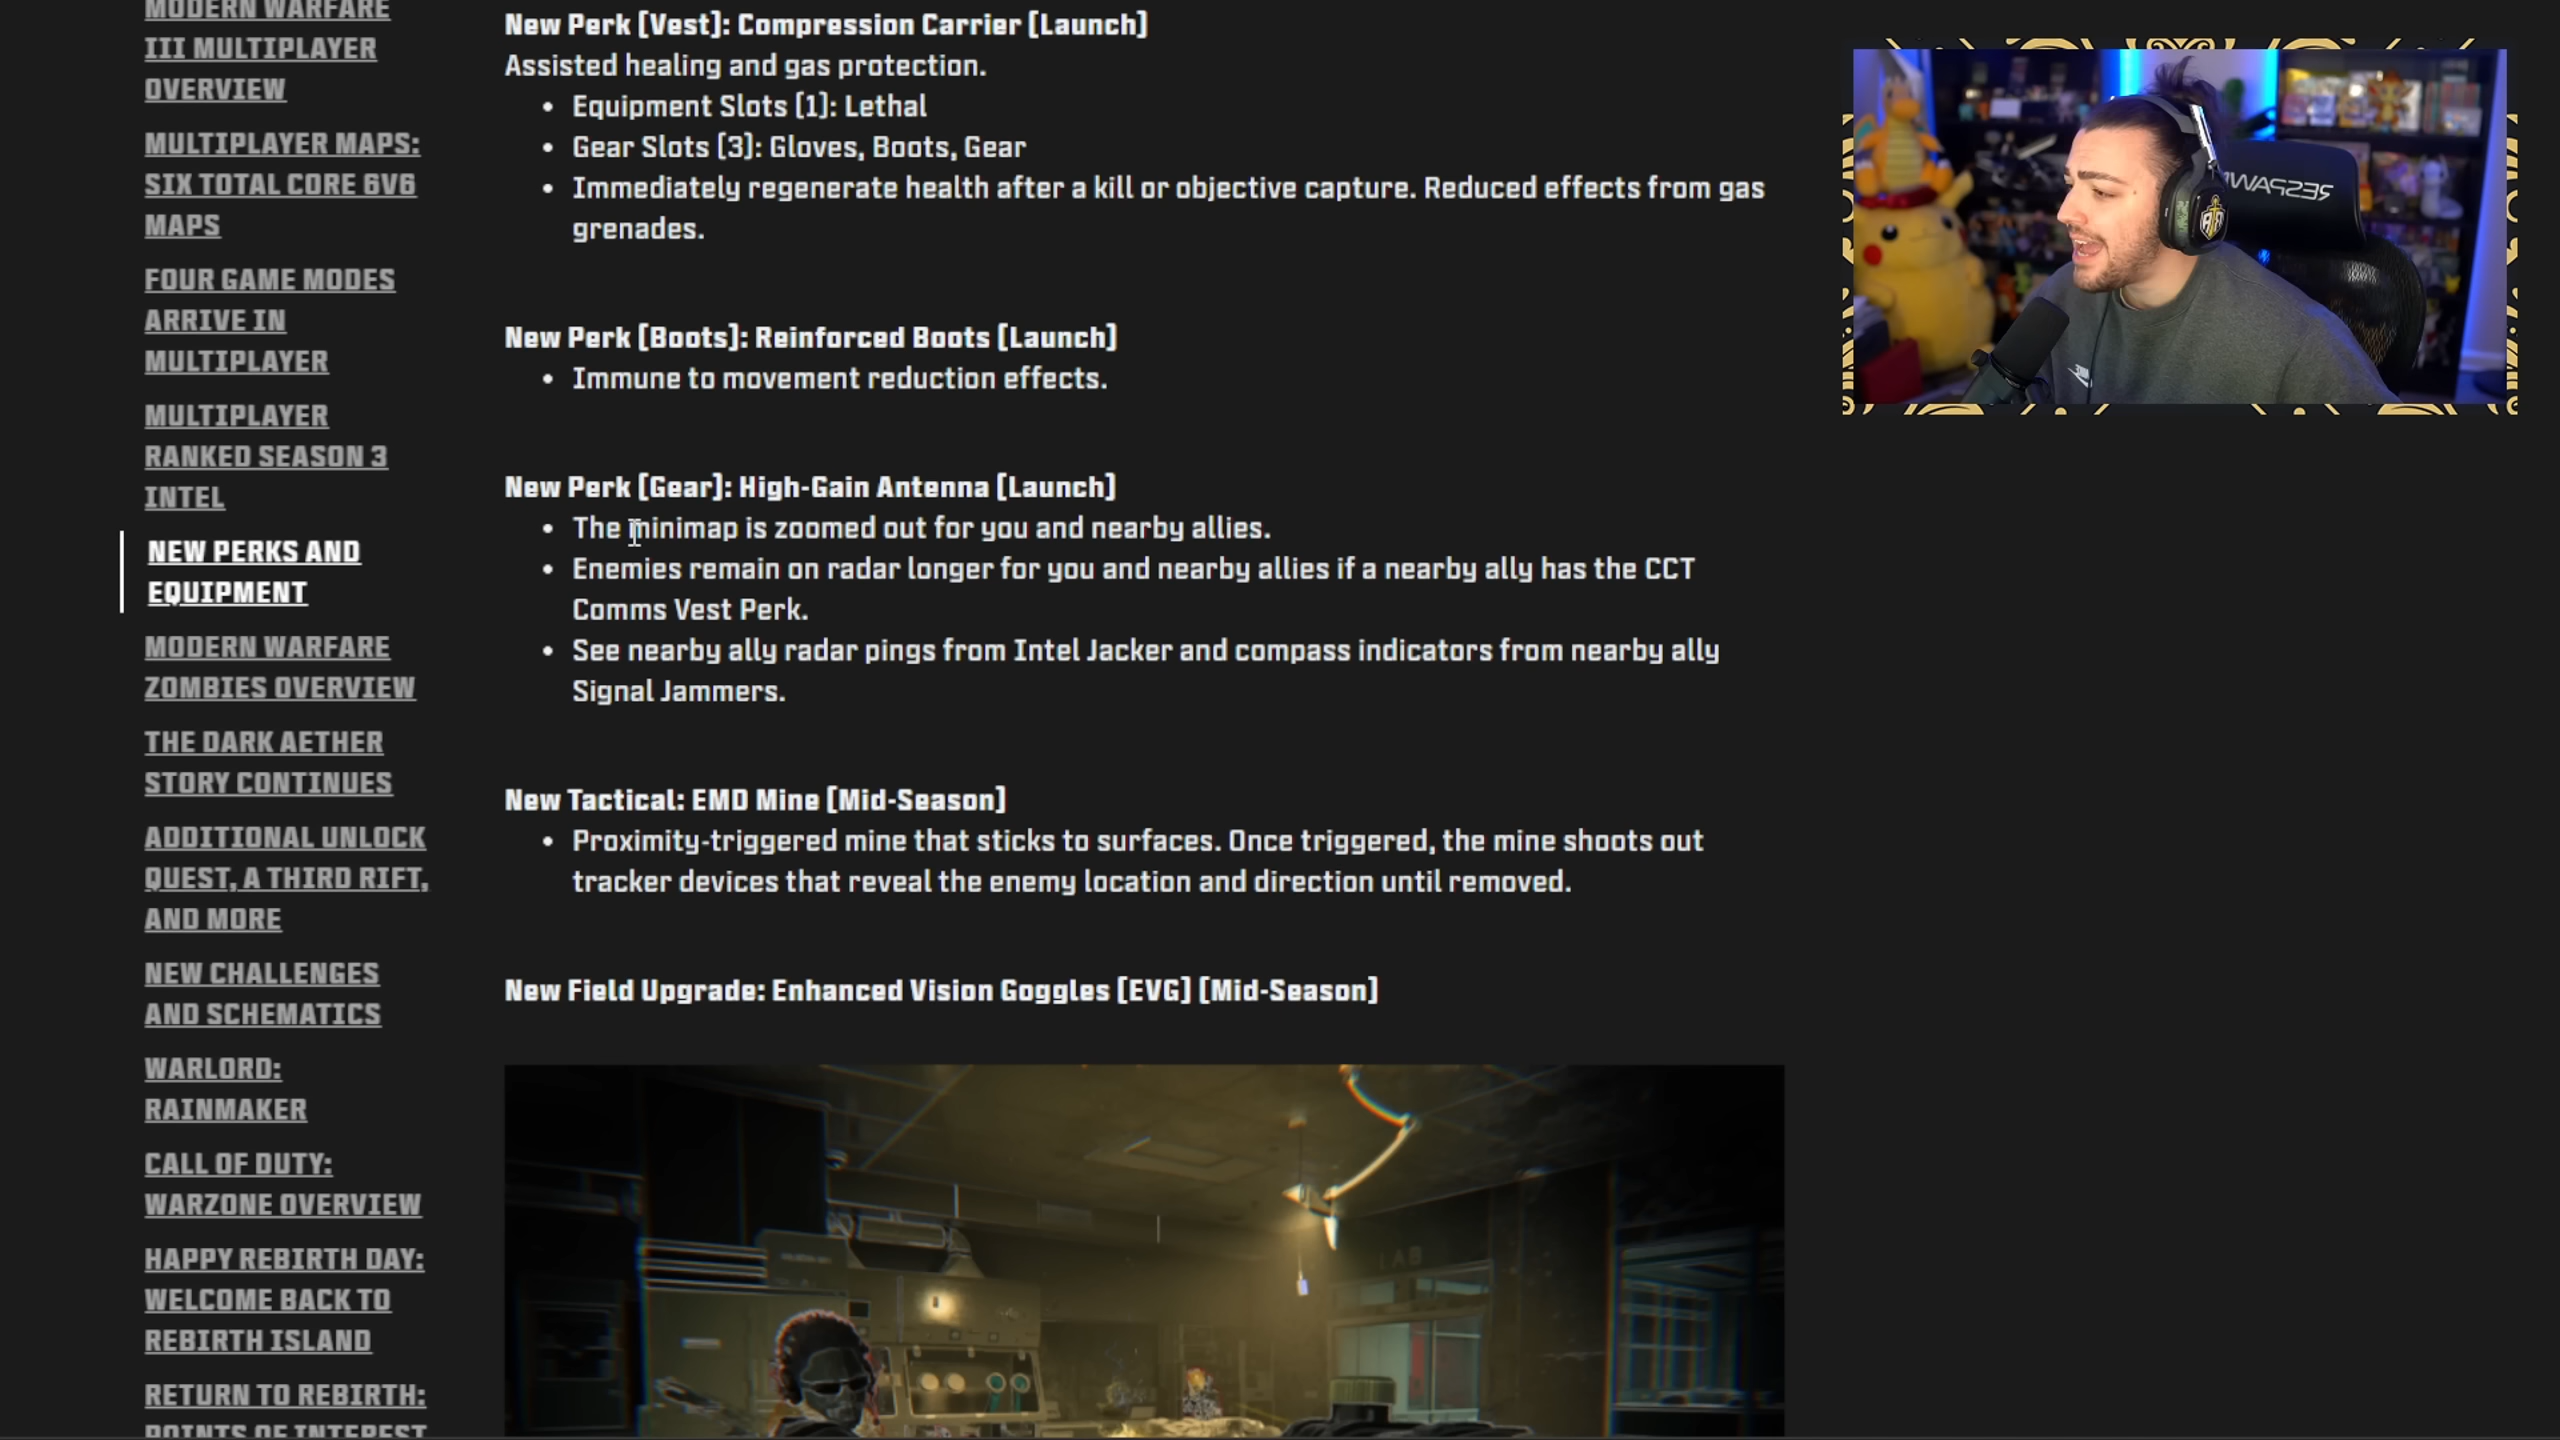 MODERN WARFARE
III MULTIPLAYER
OVERVIEW
MULTIPLAYER MAPS:
SIX TOTAL CORE 6V6
MAPS
FOUR GAME MODES
ARRIVE IN
MULTIPLAYER
MULTIPLAYER
RANKED SEASON 3
INTEL
NEW PERKS AND
EQUIPMENT
MODERN WARFARE
ZOMBIES OVERVIEW
THE DARK AETHER
STORY CONTINUES
ADDITIONAL UNLOCK
QUEST, A THIRD RIFT,
AND MORE
NEW CHALLENGES
AND SCHEMATICS
WARLORD:
RAINMAKER
CALL OF DUTY:
WARZONE OVERVIEW
HAPPY REBIRTH DAY:
WELCOME BACK TO
REBIRTH ISLAND
RETURN TO REBIRTH:
POINTS OF INTEREST
New Perk [Vest]: Compression Carrier [Launch]
Assisted healing and gas protection.
• Equipment Slots [1]: Lethal
• Gear Slots [3]: Gloves, Boots, Gear
• Immediately regenerate health after a kill or objective capture. Reduced effects from gas
grenades.
New Perk [Boots]: Reinforced Boots [Launch]
• Immune to movement reduction effects.
New Perk [Gear]: High-Gain Antenna [Launch]
• The minimap is zoomed out for you and nearby allies.
• Enemies remain on radar longer for you and nearby allies if a nearby ally has the CCT
Comms Vest Perk.
• See nearby ally radar pings from Intel Jacker and compass indicators from nearby ally
Signal Jammers.
New Tactical: EMD Mine [Mid-Season]
• Proximity-triggered mine that sticks to surfaces. Once triggered, the mine shoots out
tracker devices that reveal the enemy location and direction until removed.
New Field Upgrade: Enhanced Vision Goggles [EVG] [Mid-Season]
LAB
RESPAWN